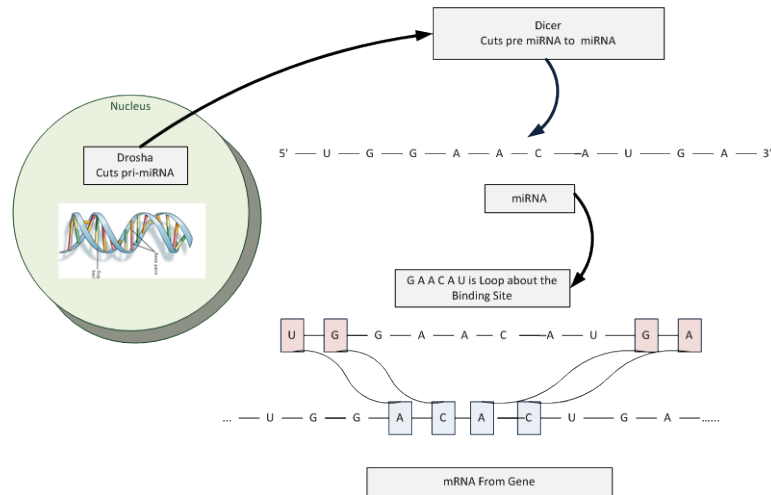 Dicer
Cuts pre miRNA to miRNA
Nucleus
Drosha
Cuts pri-miRNA
5' U G G A A C A U G A 3'
miRNA
G A A C A U is Loop about the
Binding Site
U G G A A C A U G A
... U G G A C A C U G A ......
mRNA From Gene